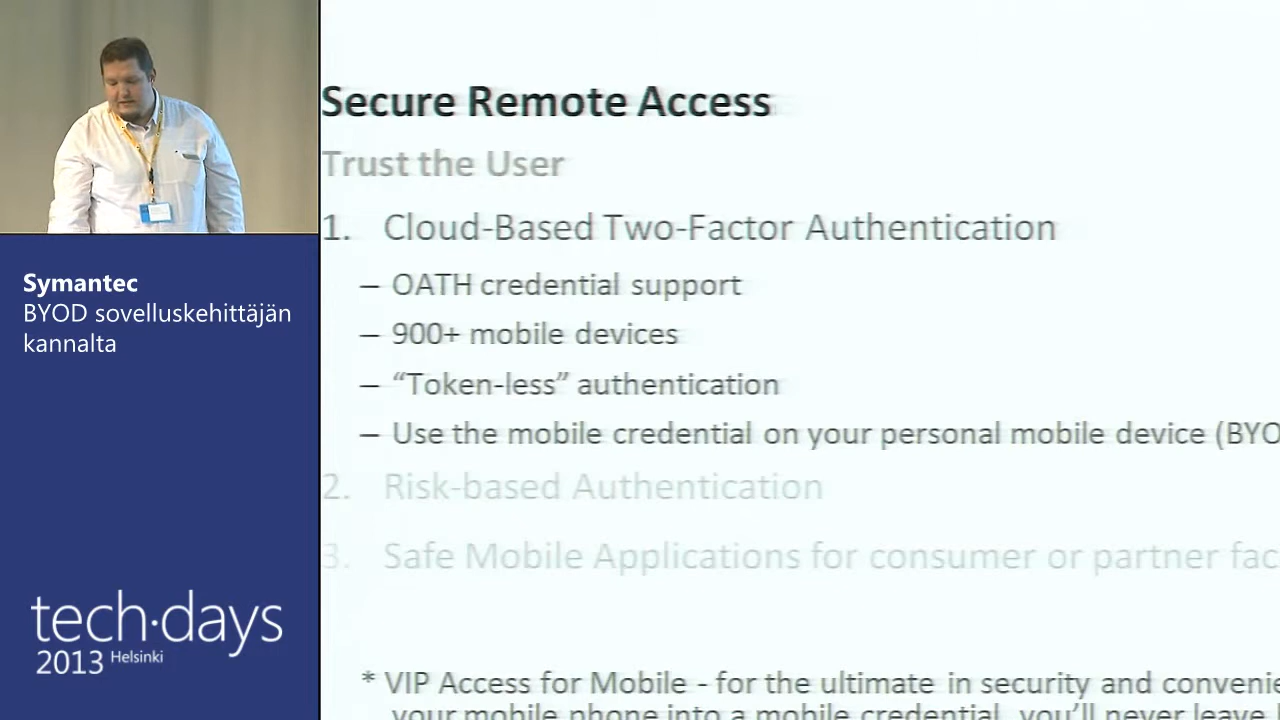 Secure Remote Access
Trust the User
1. Cloud-Based Two-Factor Authentication
– OATH credential support
– 900+ mobile devices
– “Token-less” authentication
– Use the mobile credential on your personal mobile device (BYO
2. Risk-based Authentication
3. Safe Mobile Applications for consumer or partner fac
* VIP Access for Mobile - for the ultimate in security and convenie
your mobile phone into a mobile credential, you’ll never leave
Symantec
BYOD sovelluskehittäjän
kannalta
tech·days
2013 Helsinki